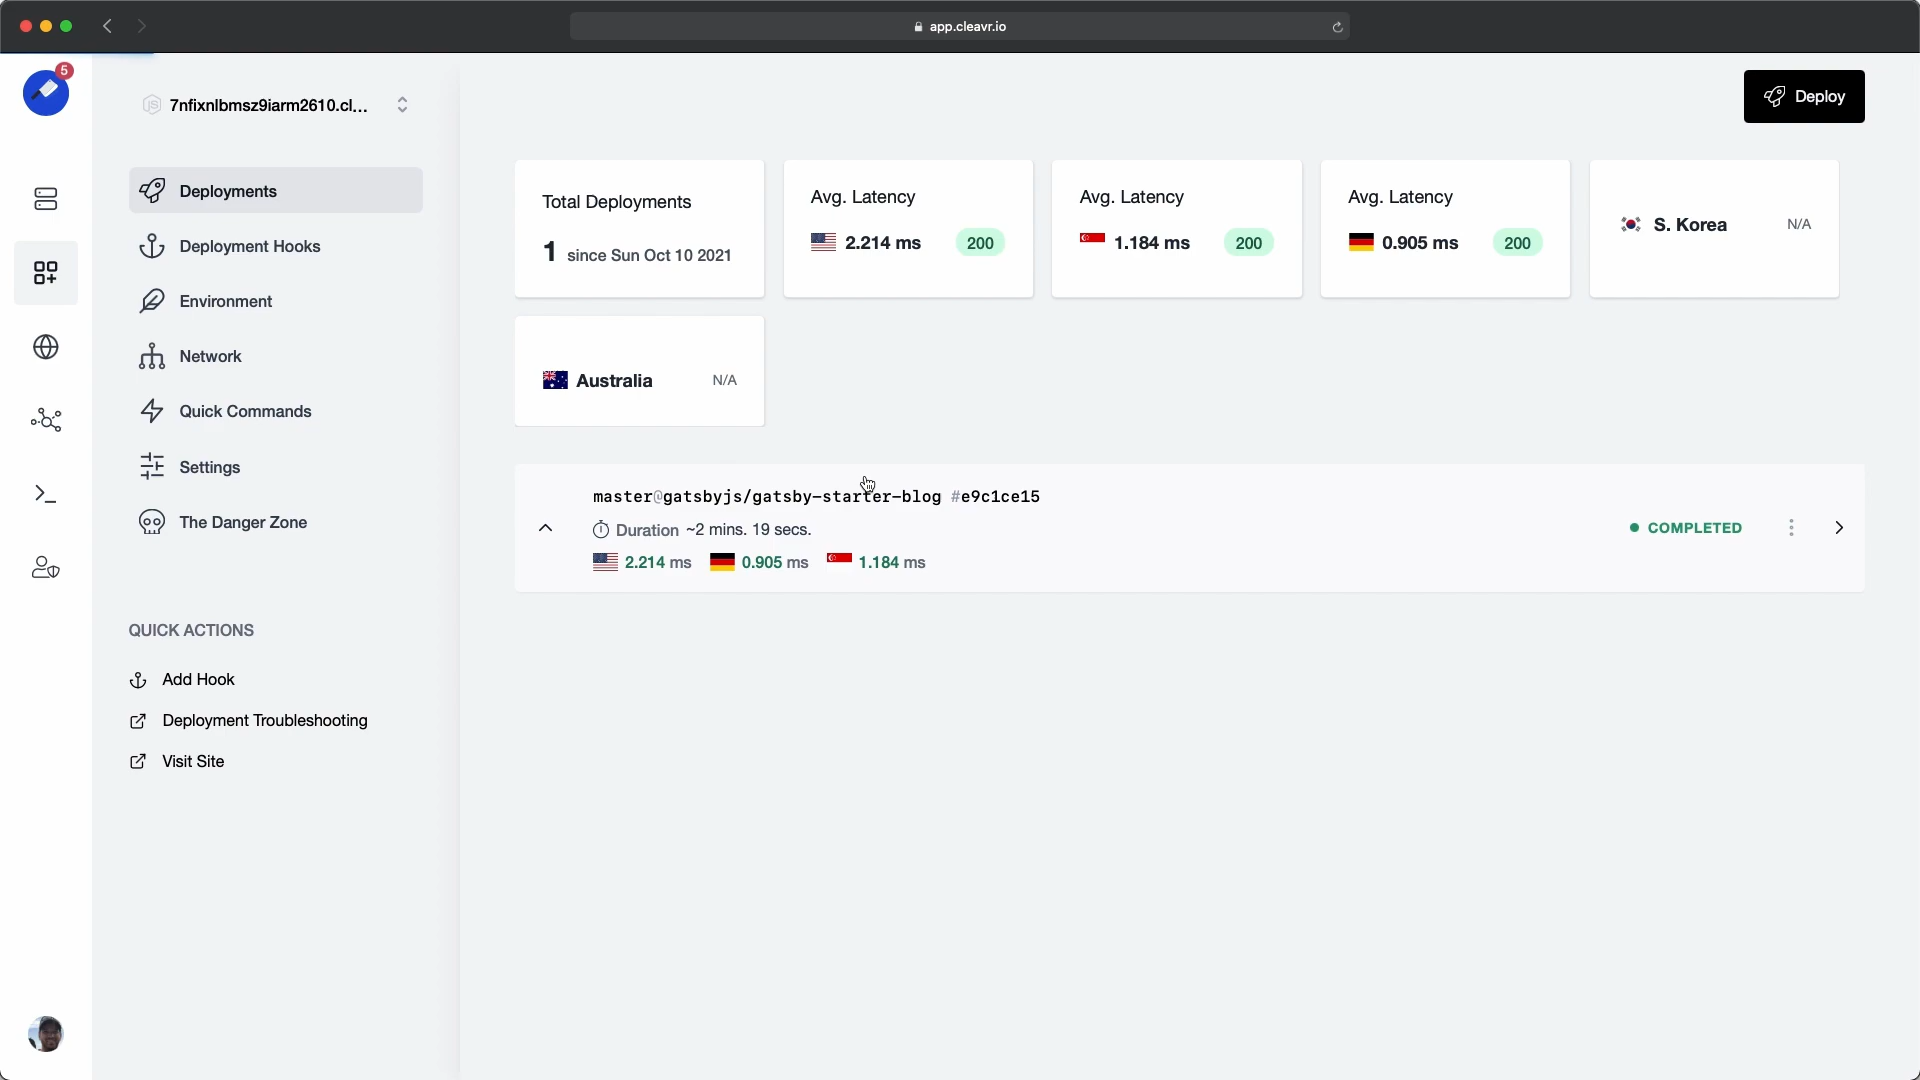 app.cleavr.io
5
7nfixnlbmsz9iarm2610.cl...
Deploy
Deployments
Deployment Hooks
Environment
Network
Quick Commands
Settings
The Danger Zone
QUICK ACTIONS
Add Hook
Deployment Troubleshooting
Visit Site
Total Deployments
1 since Sun Oct 10 2021
Avg. Latency
2.214 ms 200
Avg. Latency
1.184 ms 200
Avg. Latency
0.905 ms 200
S. Korea N/A
Australia N/A
master@gatsbyjs/gatsby-starter-blog #e9c1ce15
Duration ~2 mins. 19 secs.
2.214 ms 0.905 ms 1.184 ms
COMPLETED